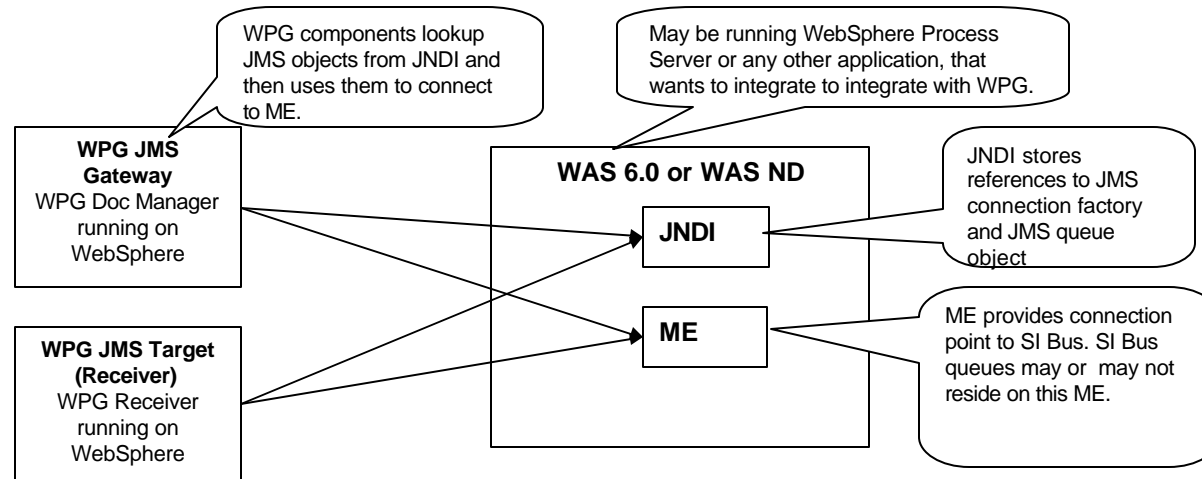 WPG components lookup
JMS objects from JNDI and
then uses them to connect
to ME.
May be running WebSphere Process
Server or any other application, that
wants to integrate to integrate with WPG.
WPG JMS
Gateway
WPG Doc Manager
running on
WebSphere
WAS 6.0 or WAS ND
JNDI
JNDI stores
references to JMS
connection factory
and JMS queue
object
ME
ME provides connection
point to SI Bus. SI Bus
queues may or may not
reside on this ME.
WPG JMS Target
(Receiver)
WPG Receiver
running on
WebSphere